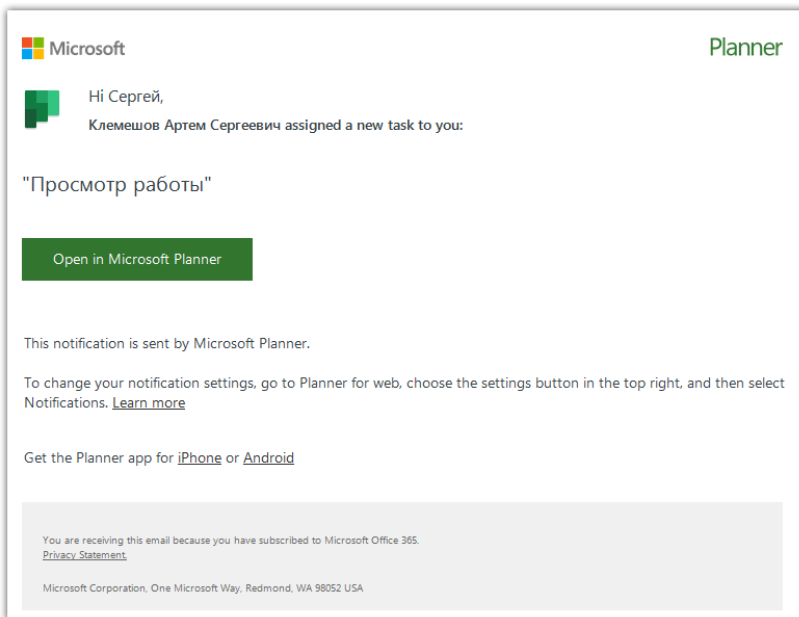 Microsoft
Planner
Hi Сергей,
Клемешов Артем Сергеевич assigned a new task to you:
"Просмотр работы"
Open in Microsoft Planner
This notification is sent by Microsoft Planner.
To change your notification settings, go to Planner for web, choose the settings button in the top right, and then select
Notifications. Learn more
Get the Planner app for iPhone or Android
You are receiving this email because you have subscribed to Microsoft Office 365.
Privacy Statement.
Microsoft Corporation, One Microsoft Way, Redmond, WA 98052 USA